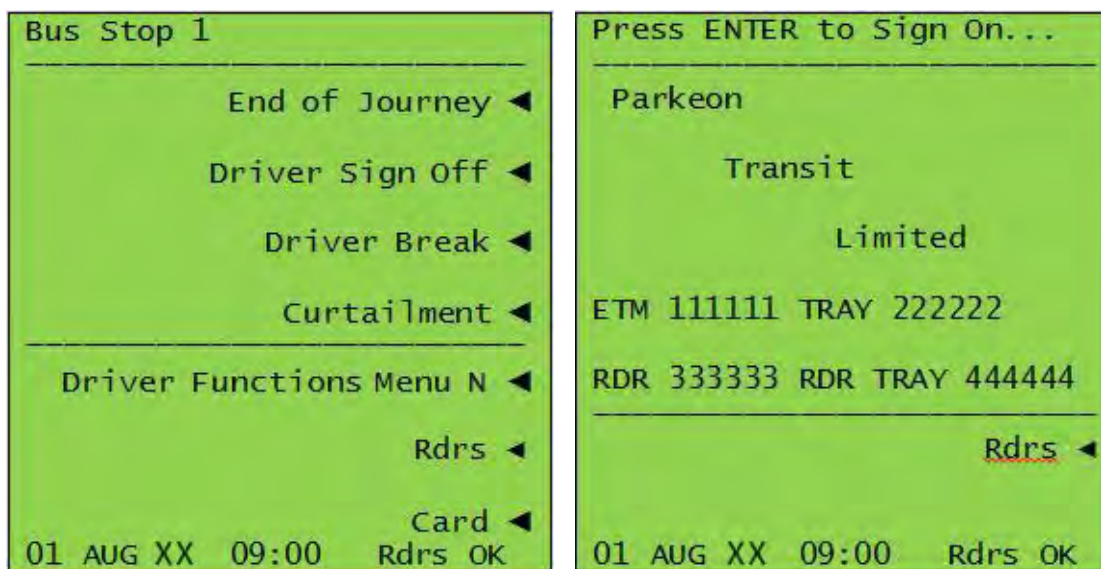 Bus Stop 1
End of Journey ◄
Driver Sign Off ◄
Driver Break ◄
Curtailment ◄
Driver Functions Menu N ◄
Rdrs ◄
Card ◄
01 AUG XX 09:00 Rdrs OK
Press ENTER to Sign On...
Parkeon
Transit
Limited
ETM 111111 TRAY 222222
RDR 333333 RDR TRAY 444444
Rdrs ◄
01 AUG XX 09:00 Rdrs OK